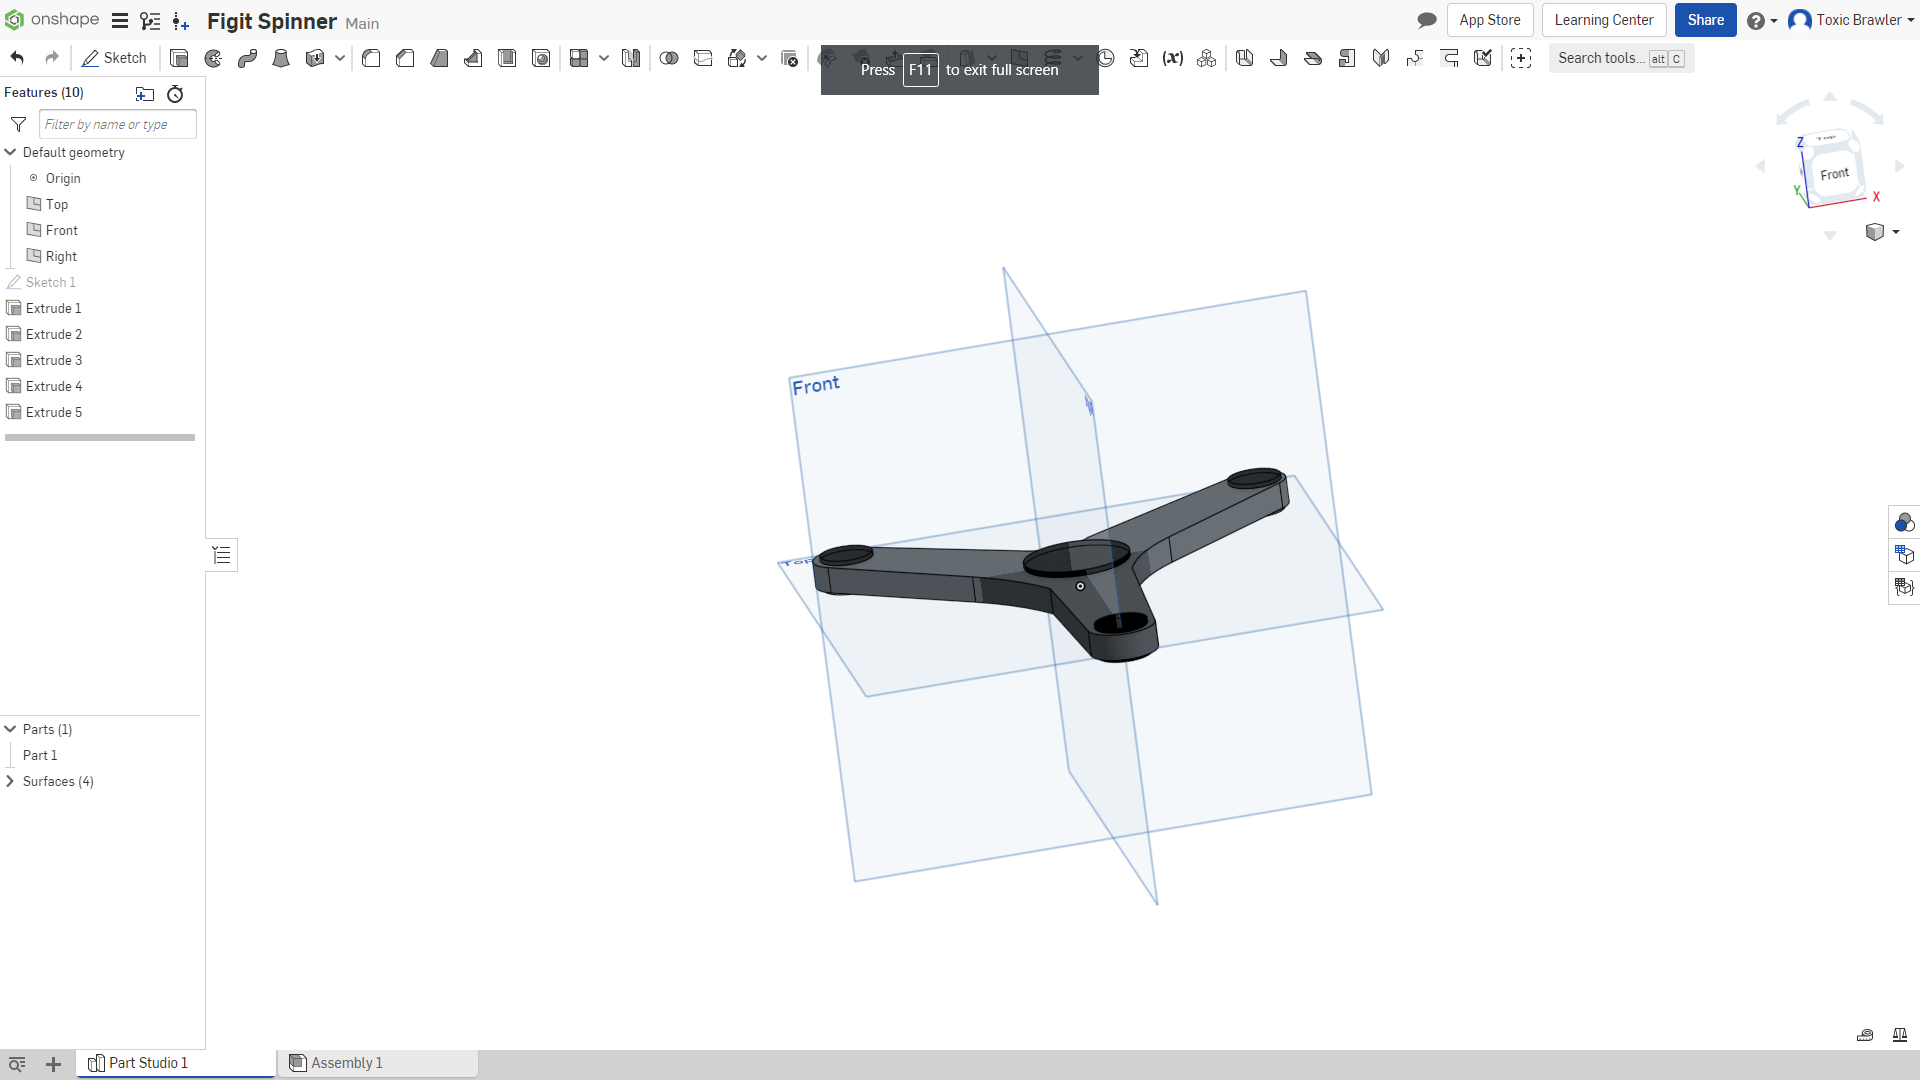 onshape
Figit Spinner Main
App Store
Learning Center
Share
Toxic Brawler
Sketch
Press F11 to exit full screen
(x)
Search tools... alt C
Features (10)
Filter by name or type
Default geometry
Origin
Top
Front
Right
Sketch 1
Extrude 1
Extrude 2
Extrude 3
Extrude 4
Extrude 5
Parts (1)
Part 1
Surfaces (4)
Front
Top
Z
Top
Front
Y
X
Part Studio 1
Assembly 1